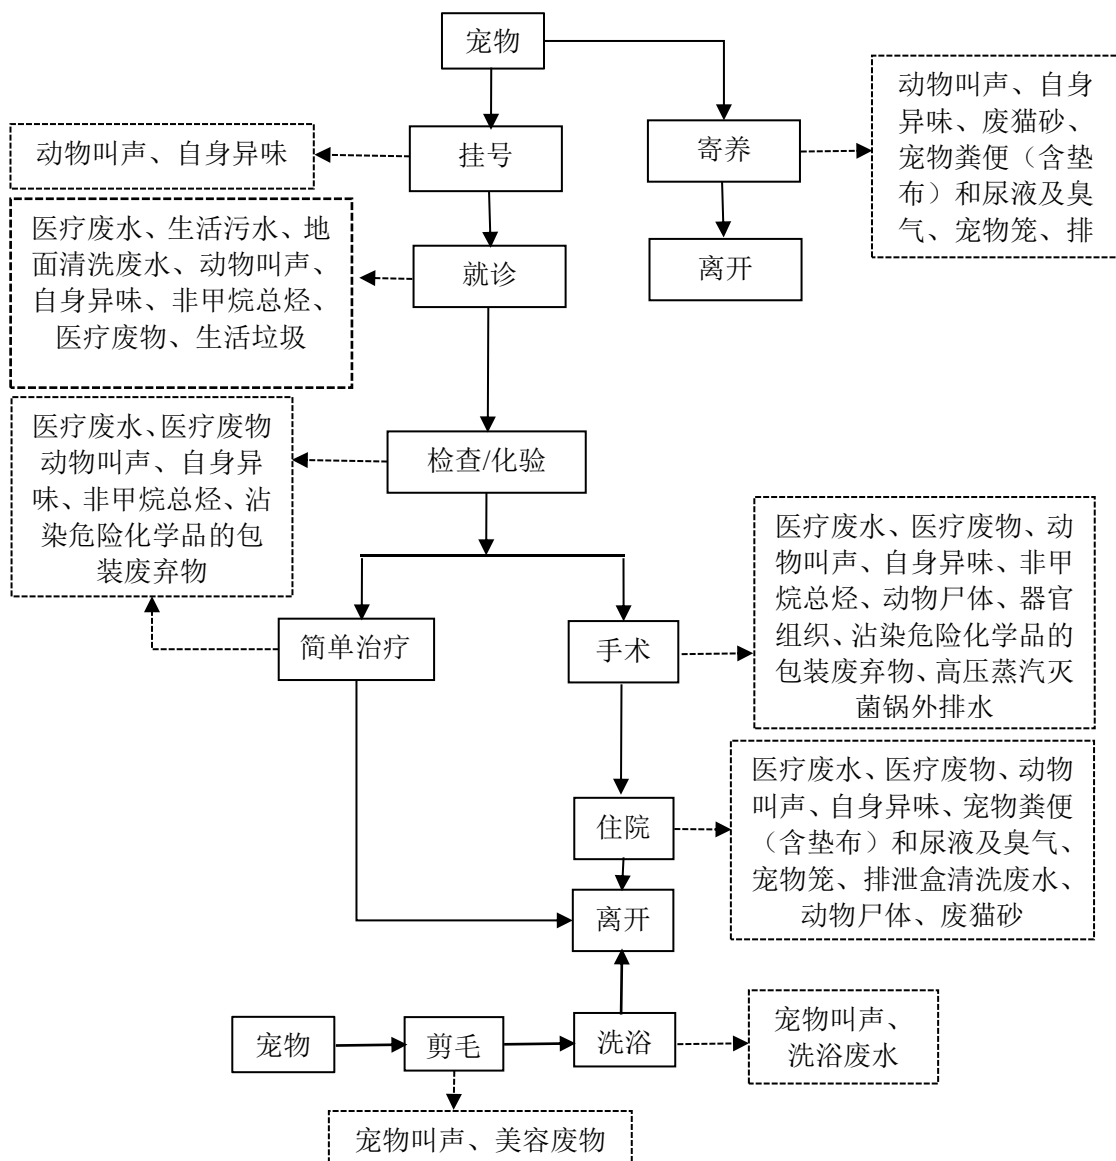 宠物
动物叫声、自身
异味、废猫砂、
宠物粪便（含垫
布）和尿液及臭
气、宠物笼、排
挂号
寄养
动物叫声、自身异味
医疗废水、生活污水、地
面清洗废水、动物叫声、
自身异味、非甲烷总烃、
医疗废物、生活垃圾
就诊
离开
医疗废水、医疗废物
动物叫声、自身异
味、非甲烷总烃、沾
染危险化学品的包
装废弃物
检查/化验
医疗废水、医疗废物、动
物叫声、自身异味、非甲
烷总烃、动物尸体、器官
组织、沾染危险化学品的
包装废弃物、高压蒸汽灭
菌锅外排水
简单治疗
手术
医疗废水、医疗废物、动物
叫声、自身异味、宠物粪便
（含垫布）和尿液及臭气、
宠物笼、排泄盒清洗废水、
动物尸体、废猫砂
住院
离开
宠物
剪毛
洗浴
宠物叫声、
洗浴废水
宠物叫声、美容废物